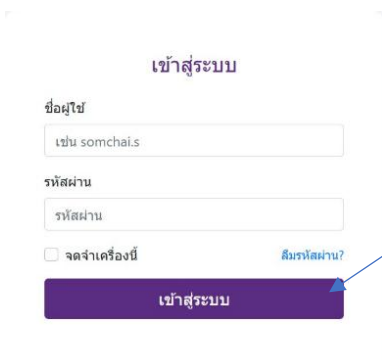 เข้าสู่ระบบ
ชื่อผู้ใช้
เช่น somchai.s
รหัสผ่าน
รหัสผ่าน
จดจำเครื่องนี้ ลืมรหัสผ่าน?
เข้าสู่ระบบ